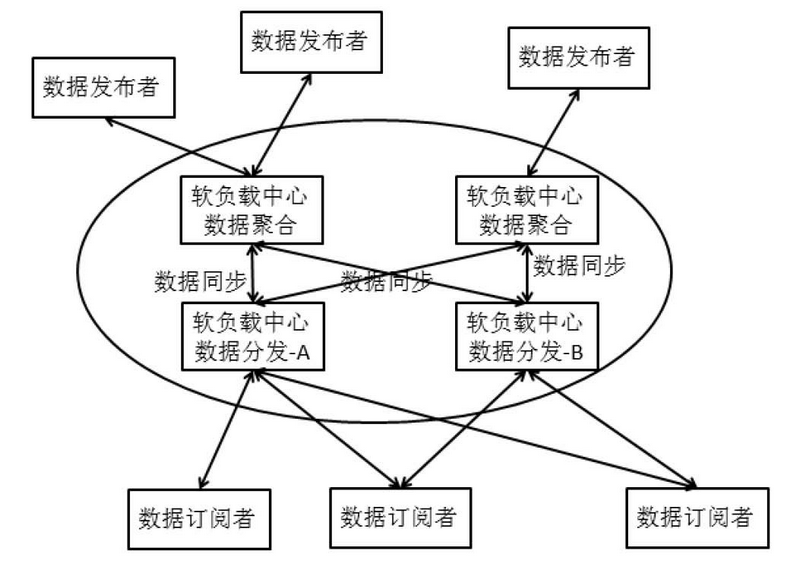 数据发布者
数据发布者
数据发布者
软负载中心
数据聚合
软负载中心
数据聚合
数据同步
数据同步
数据同步
软负载中心
数据分发-A
软负载中心
数据分发-B
数据订阅者
数据订阅者
数据订阅者